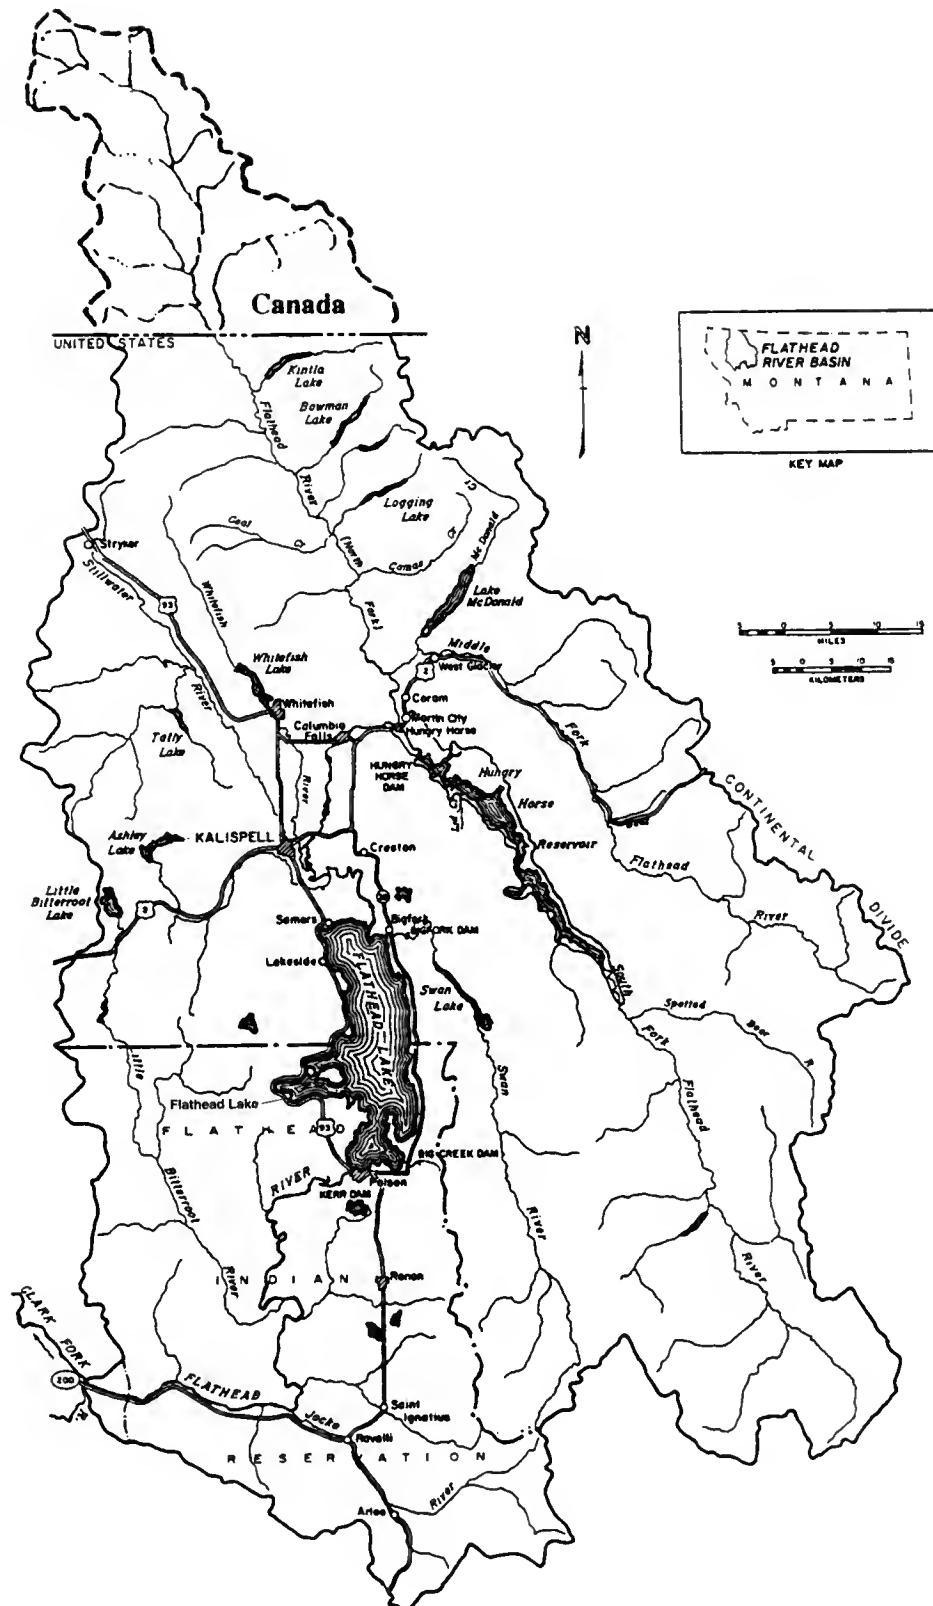 Canada
UNITED STATES
Kintla
Lake
Bowman
Lake
Flathead
River
(North
Fork)
Logging
Lake
N
FLATHEAD
RIVER BASIN
M O N T A N A
KEY MAP
Coal
Cr
Camas
Cr
McDonald
Cr
Stryker
Stillwater
River
93
Whitefish
Lake
McDonald
MILES
KILOMETERS
Whitefish
Lake
Middle
2
West Glacier
Whitefish
Coram
Martin City
Hungry Horse
Columbia
Falls
Tally
Lake
River
Fork
HUNGRY
HORSE
DAM
Hungry
Horse
Reservoir
CONTINENTAL
DIVIDE
Ashley
Lake
KALISPELL
Creston
Flathead
River
Little
Bitterroot
Lake
2
Somers
Bigfork
BIGFORK DAM
Lakeside
FLATHEAD LAKE
Swan
Lake
South
Fork
Spotted
Bear
R
Little
Bitterroot
River
Swan
River
Flathead
River
Flathead Lake
93
F L A T H E A D
BIG CREEK DAM
RIVER
Polson
KERR DAM
I N D I A N
Ronan
CLARK FORK
R.
200
FLATHEAD
Jocko
Saint
Ignatius
Ravalli
R E S E R V A T I O N
River
Arlee